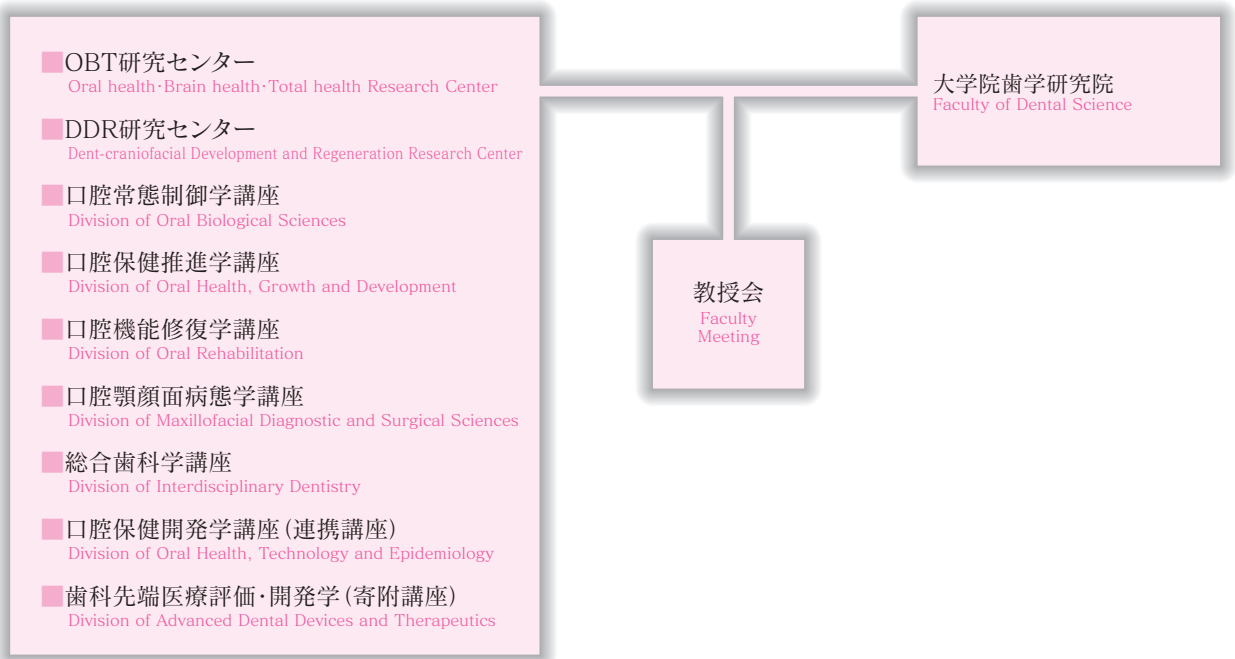 OBT研究センター
Oral health·Brain health·Total health Research Center
DDR研究センター
Dent-craniofacial Development and Regeneration Research Center
口腔常態制御学講座
Division of Oral Biological Sciences
口腔保健推進学講座
Division of Oral Health, Growth and Development
口腔機能修復学講座
Division of Oral Rehabilitation
口腔顎顔面病態学講座
Division of Maxillofacial Diagnostic and Surgical Sciences
総合歯科学講座
Division of Interdisciplinary Dentistry
口腔保健開発学講座(連携講座)
Division of Oral Health, Technology and Epidemiology
歯科先端医療評価·開発学(寄附講座)
Division of Advanced Dental Devices and Therapeutics
大学院歯学研究院
Faculty of Dental Science
教授会
Faculty
Meeting